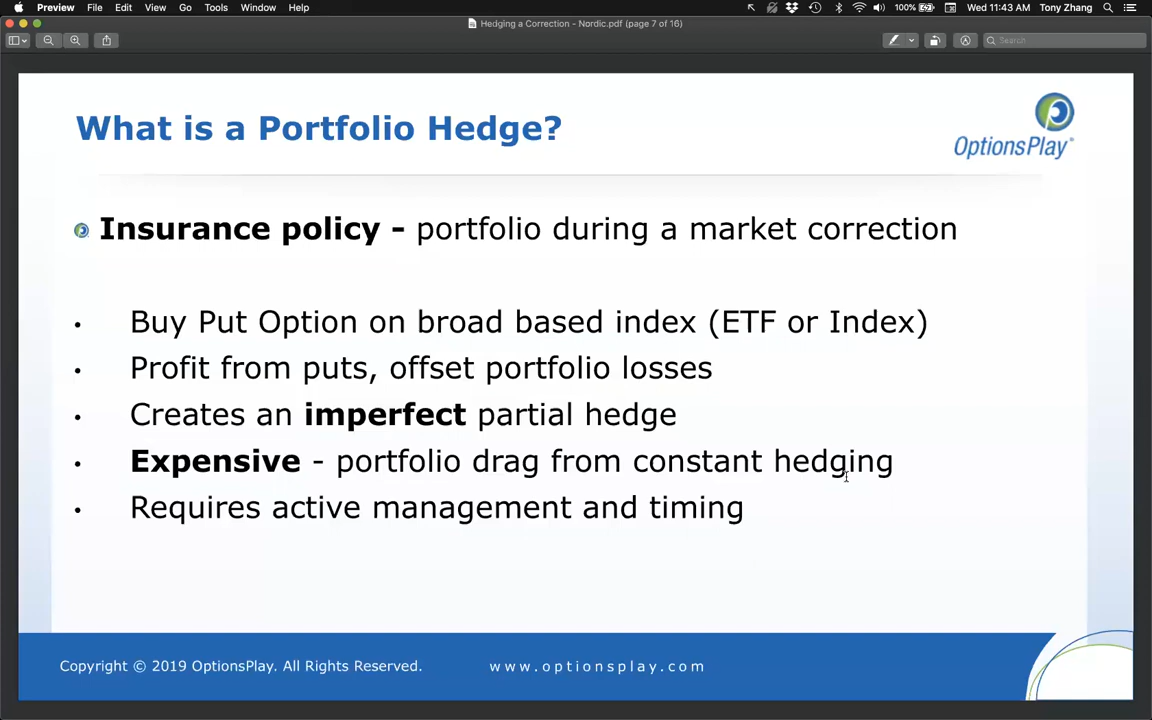 Preview File Edit View Go Tools Window Help 100% Wed 11:43 AM Tony Zhang
Hedging a Correction - Nordic.pdf (page 7 of 16)
Search
What is a Portfolio Hedge?
OptionsPlay
Insurance policy - portfolio during a market correction
• Buy Put Option on broad based index (ETF or Index)
• Profit from puts, offset portfolio losses
• Creates an imperfect partial hedge
• Expensive - portfolio drag from constant hedging
• Requires active management and timing
Copyright © 2019 OptionsPlay. All Rights Reserved. www.optionsplay.com